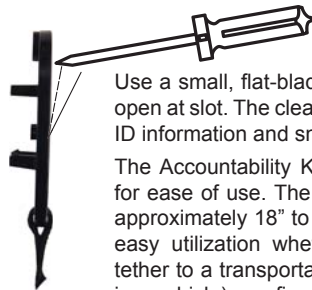 Use a small, flat-blac
open at slot. The clea
ID information and sn
The Accountability K
for ease of use. The
approximately 18” to
easy utilization whe
tether to a transporta